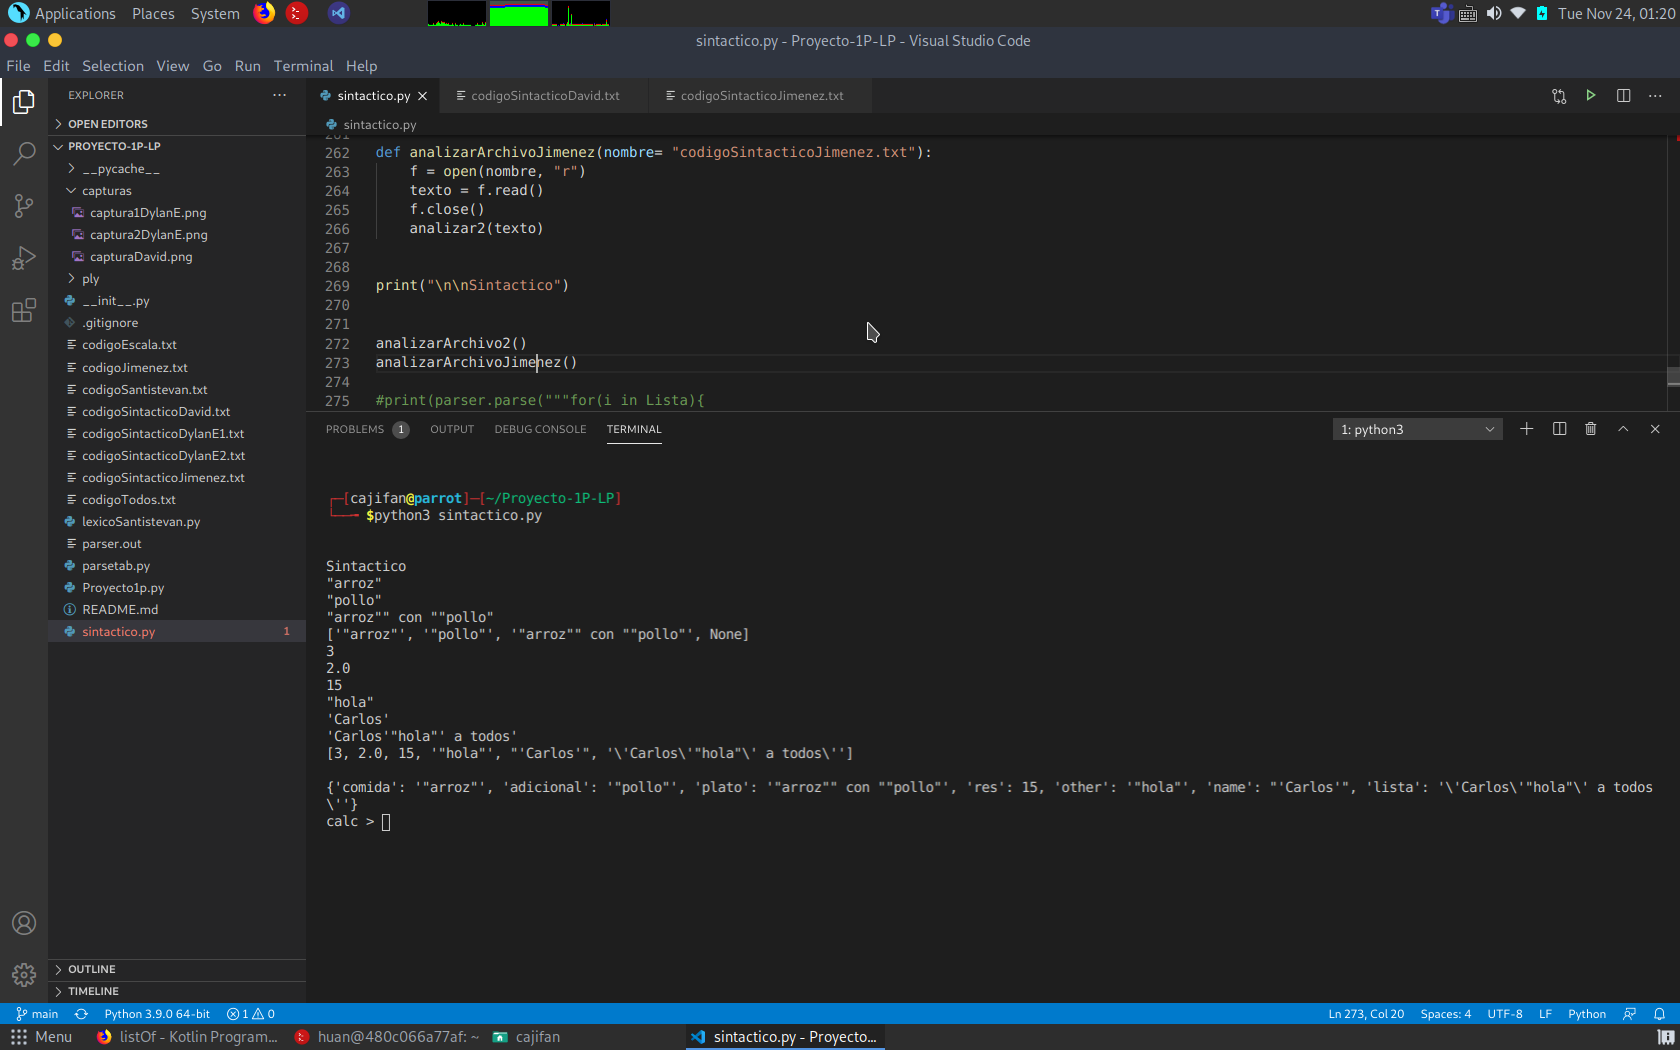 Applications Places System Tue Nov 24, 01:20
sintactico.py - Proyecto-1P-LP - Visual Studio Code
File Edit Selection View Go Run Terminal Help
EXPLORER
OPEN EDITORS
PROYECTO-1P-LP
__pycache__
capturas
captura1DylanE.png
captura2DylanE.png
capturaDavid.png
ply
__init__.py
.gitignore
codigoEscala.txt
codigoJimenez.txt
codigoSantistevan.txt
codigoSintacticoDavid.txt
codigoSintacticoDylanE1.txt
codigoSintacticoDylanE2.txt
codigoSintacticoJimenez.txt
codigoTodos.txt
lexicoSantistevan.py
parser.out
parsetab.py
Proyecto1p.py
README.md
sintactico.py 1
OUTLINE
TIMELINE
sintactico.py codigoSintacticoDavid.txt codigoSintacticoJimenez.txt
sintactico.py
261
262 def analizarArchivoJimenez(nombre= "codigoSintacticoJimenez.txt"):
263 f = open(nombre, "r")
264 texto = f.read()
265 f.close()
266 analizar2(texto)
267
268
269 print("\n\nSintactico")
270
271
272 analizarArchivo2()
273 analizarArchivoJimenez()
274
275 #print(parser.parse("""for(i in Lista){
PROBLEMS 1 OUTPUT DEBUG CONSOLE TERMINAL 1: python3
┌─[cajifan@parrot]─[~/Proyecto-1P-LP]
└──╼ $python3 sintactico.py
Sintactico
"arroz"
"pollo"
"arroz"" con ""pollo"
['"arroz"', '"pollo"', '"arroz"" con ""pollo"', None]
3
2.0
15
"hola"
'Carlos'
'Carlos'"hola"' a todos'
[3, 2.0, 15, '"hola"', "'Carlos'", '\'Carlos\'"hola"\' a todos\'']
{'comida': '"arroz"', 'adicional': '"pollo"', 'plato': '"arroz"" con ""pollo"', 'res': 15, 'other': '"hola"', 'name': "'Carlos'", 'lista': '\'Carlos\'"hola"\' a todos
\''}
calc >
main Python 3.9.0 64-bit 1 0 Ln 273, Col 20 Spaces: 4 UTF-8 LF Python
Menu listOf - Kotlin Program... huan@480c066a77af: ~ cajifan sintactico.py - Proyecto...